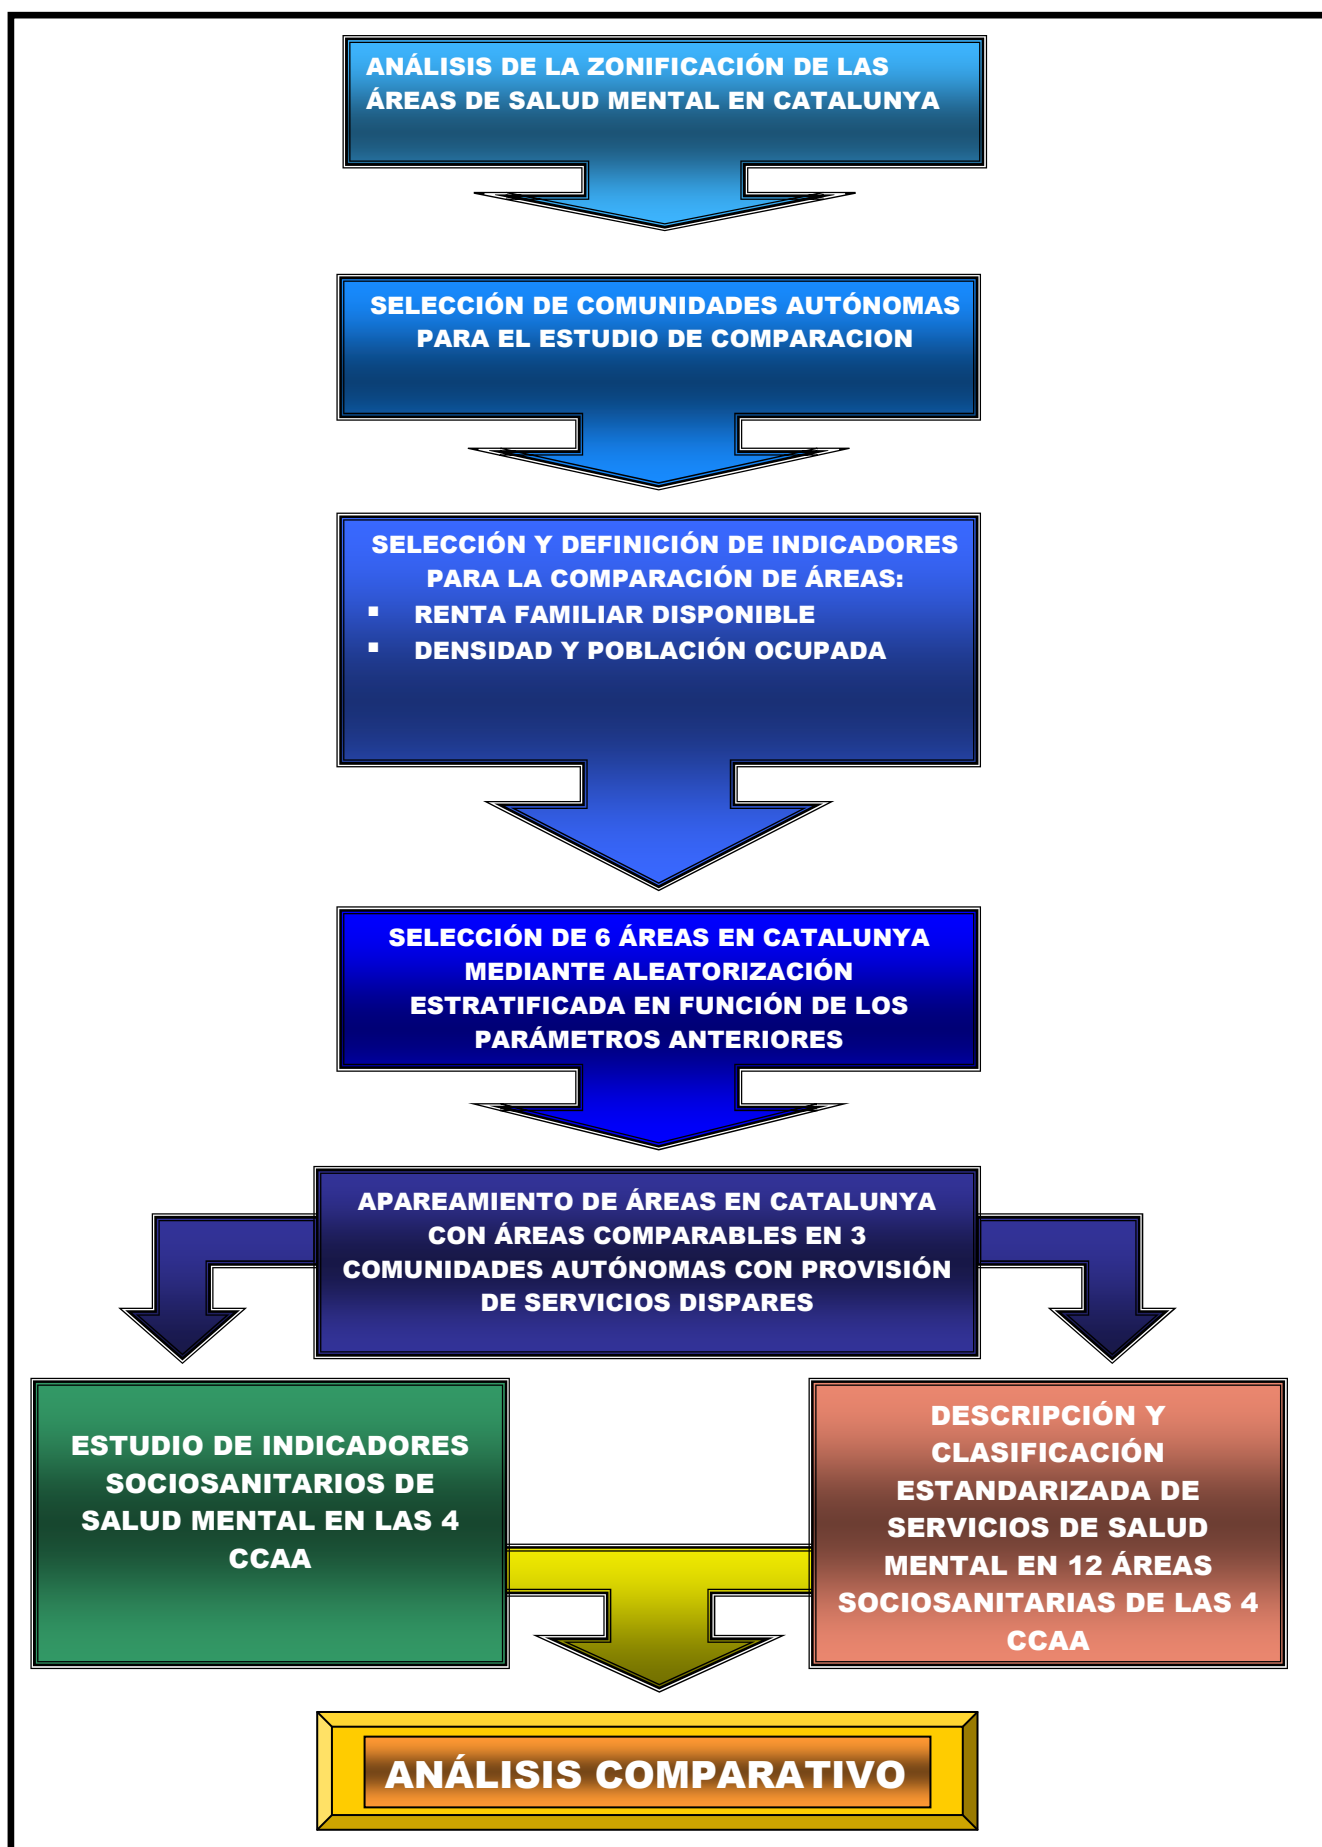 ANÁLISIS DE LA ZONIFICACIÓN DE LAS
ÁREAS DE SALUD MENTAL EN CATALUNYA
SELECCIÓN DE COMUNIDADES AUTÓNOMAS
PARA EL ESTUDIO DE COMPARACION
SELECCIÓN Y DEFINICIÓN DE INDICADORES
PARA LA COMPARACIÓN DE ÁREAS:
▪ RENTA FAMILIAR DISPONIBLE
▪ DENSIDAD Y POBLACIÓN OCUPADA
SELECCIÓN DE 6 ÁREAS EN CATALUNYA
MEDIANTE ALEATORIZACIÓN
ESTRATIFICADA EN FUNCIÓN DE LOS
PARÁMETROS ANTERIORES
APAREAMIENTO DE ÁREAS EN CATALUNYA
CON ÁREAS COMPARABLES EN 3
COMUNIDADES AUTÓNOMAS CON PROVISIÓN
DE SERVICIOS DISPARES
ESTUDIO DE INDICADORES
SOCIOSANITARIOS DE
SALUD MENTAL EN LAS 4
CCAA
DESCRIPCIÓN Y
CLASIFICACIÓN
ESTANDARIZADA DE
SERVICIOS DE SALUD
MENTAL EN 12 ÁREAS
SOCIOSANITARIAS DE LAS 4
CCAA
ANÁLISIS COMPARATIVO